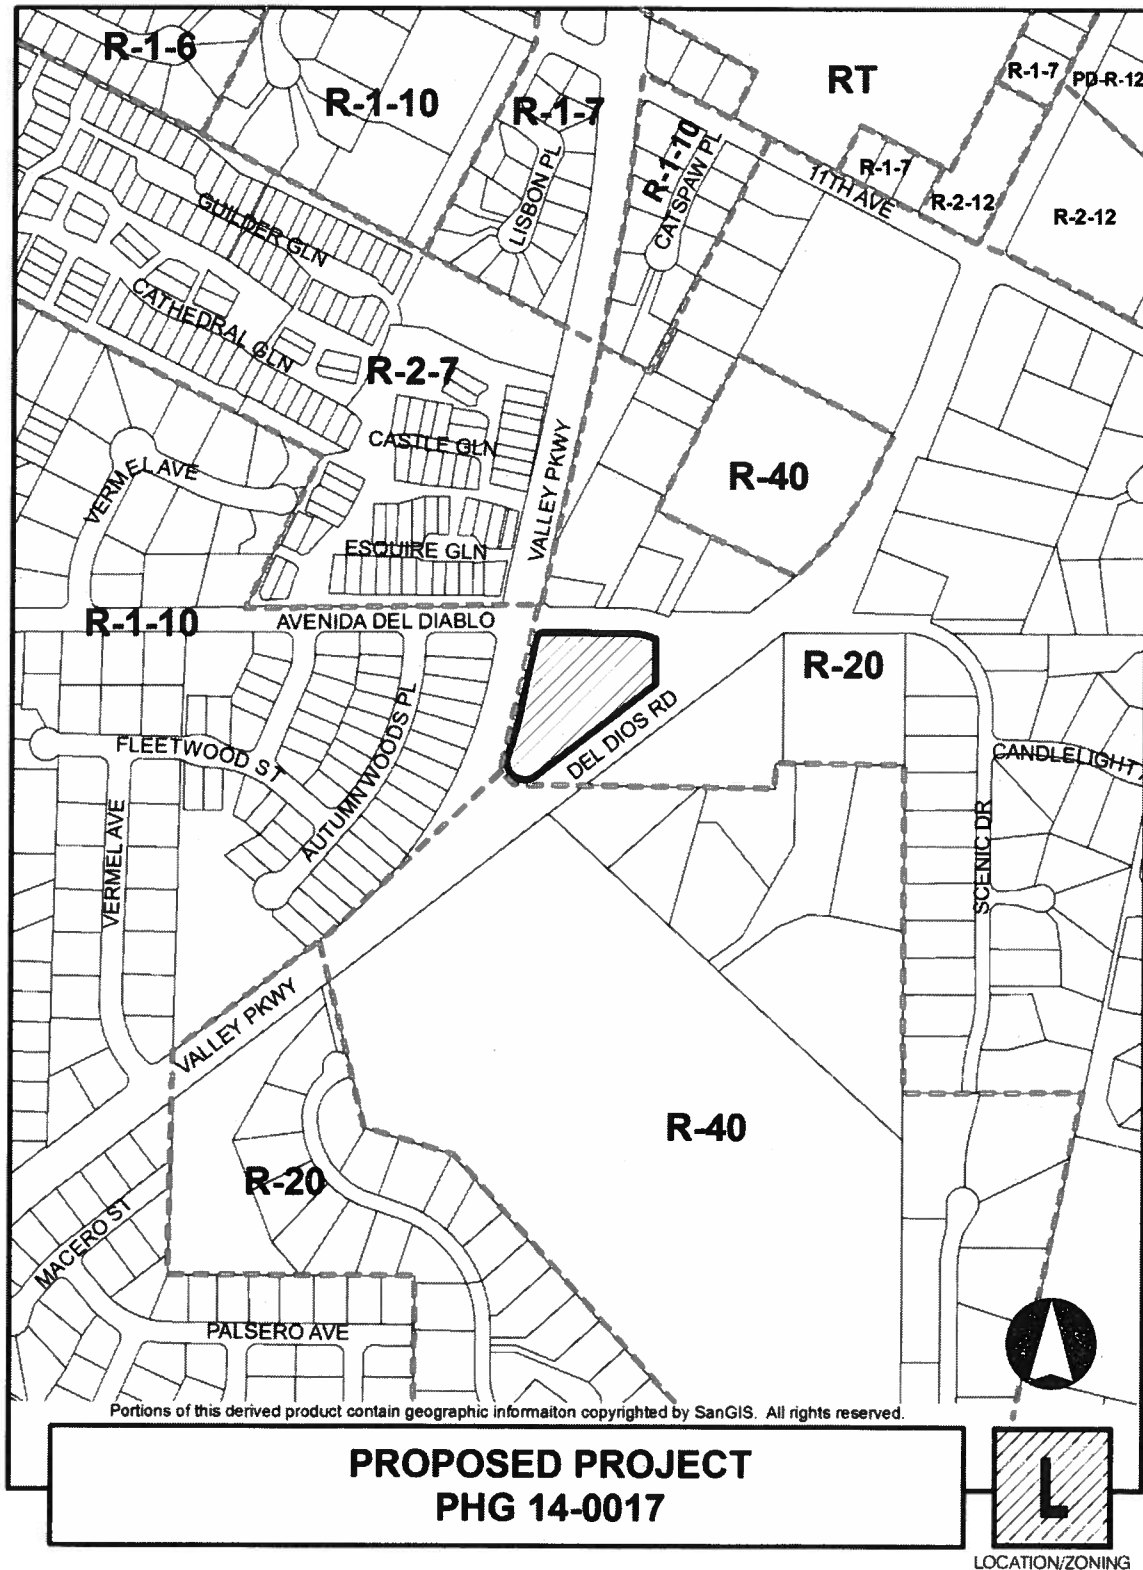 R-1-6
R-1-10
R-1-7
RT
R-1-7
PD-R-12
R-1-10
CATSPAW PL
LISBON PL
R-1-7
11TH AVE
R-2-12
R-2-12
GUILDER GLN
CATHEDRAL GLN
R-2-7
CASTLE GLN
VALLEY PKWY
R-40
VERMEL AVE
ESQUIRE GLN
R-1-10
AVENIDA DEL DIABLO
R-20
DEL DIOS RD
FLEETWOOD ST
AUTUMNWOODS PL
CANDLELIGHT
VERMEL AVE
SCENIC DR
VALLEY PKWY
R-40
R-20
MACERO ST
PALSERO AVE
Portions of this derived product contain geographic informaiton copyrighted by SanGIS. All rights reserved.
PROPOSED PROJECT
PHG 14-0017
L
LOCATION/ZONING